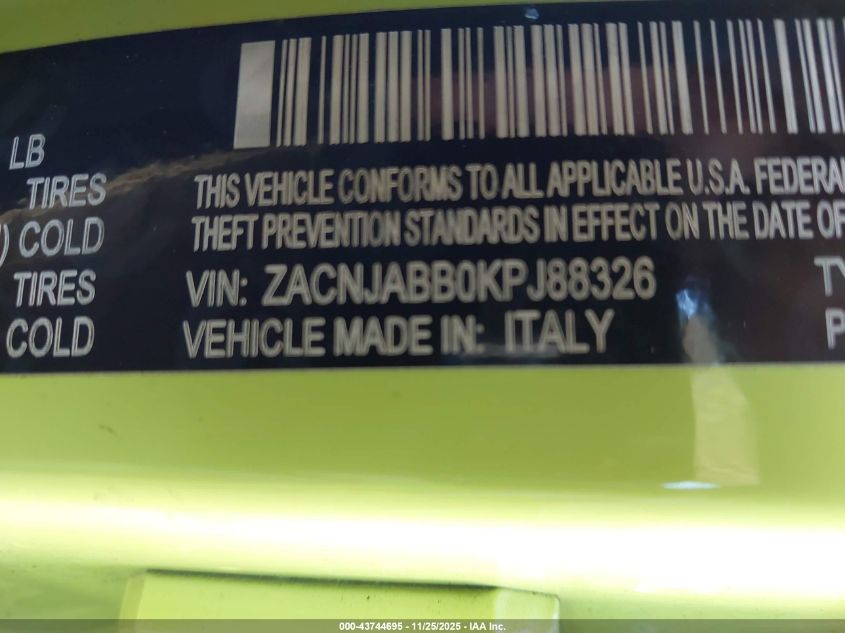 LB
TIRES
) COLD
TIRES
COLD
THIS VEHICLE CONFORMS TO ALL APPLICABLE U.S.A. FEDERA
THEFT PREVENTION STANDARDS IN EFFECT ON THE DATE OF
VIN: ZACNJABB0KPJ88326
VEHICLE MADE IN: ITALY
TY
P
000-43744695 - 11/25/2025 - IAA Inc.